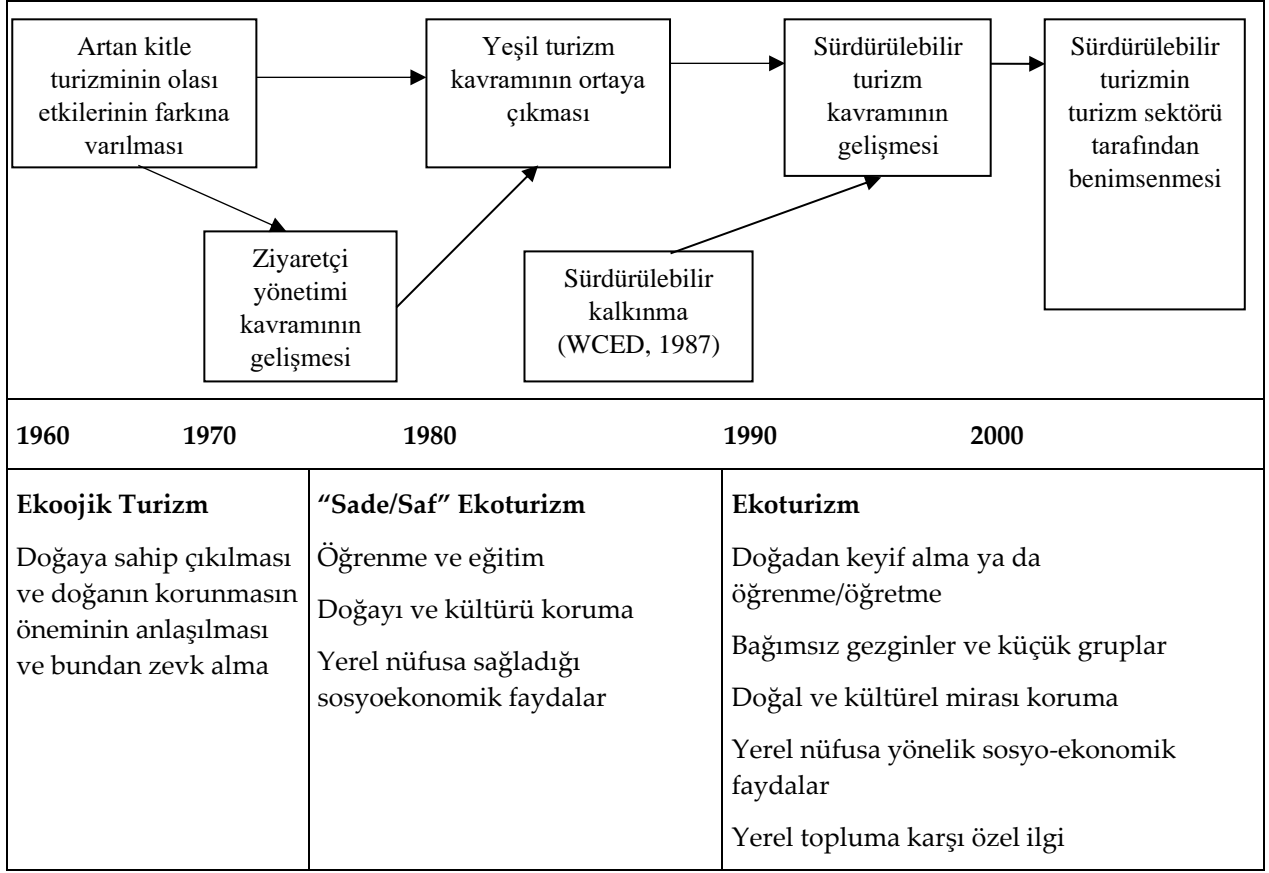 Artan kitle
turizminin olası
etkilerinin farkına
varılması
Yeşil turizm
kavramının ortaya
çıkması
Sürdürülebilir
turizm
kavramının
gelişmesi
Sürdürülebilir
turizmin
turizm sektörü
tarafından
benimsenmesi
Ziyaretçi
yönetimi
kavramının
gelişmesi
Sürdürülebilir
kalkınma
(WCED, 1987)
1960 1970 1980 1990 2000
Ekoojik Turizm
Doğaya sahip çıkılması
ve doğanın korunmasın
öneminin anlaşılması
ve bundan zevk alma
“Sade/Saf” Ekoturizm
Öğrenme ve eğitim
Doğayı ve kültürü koruma
Yerel nüfusa sağladığı
sosyoekonomik faydalar
Ekoturizm
Doğadan keyif alma ya da
öğrenme/öğretme
Bağımsız gezginler ve küçük gruplar
Doğal ve kültürel mirası koruma
Yerel nüfusa yönelik sosyo-ekonomik
faydalar
Yerel topluma karşı özel ilgi